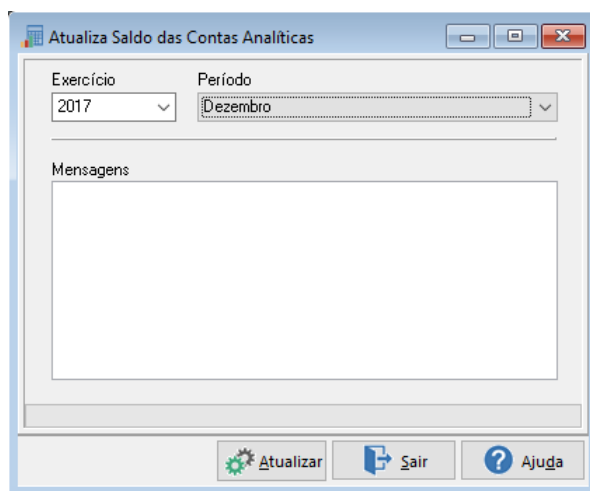 Atualiza Saldo das Contas Analíticas
Exercício Período
2017 Dezembro
Mensagens
Atualizar Sair Ajuda